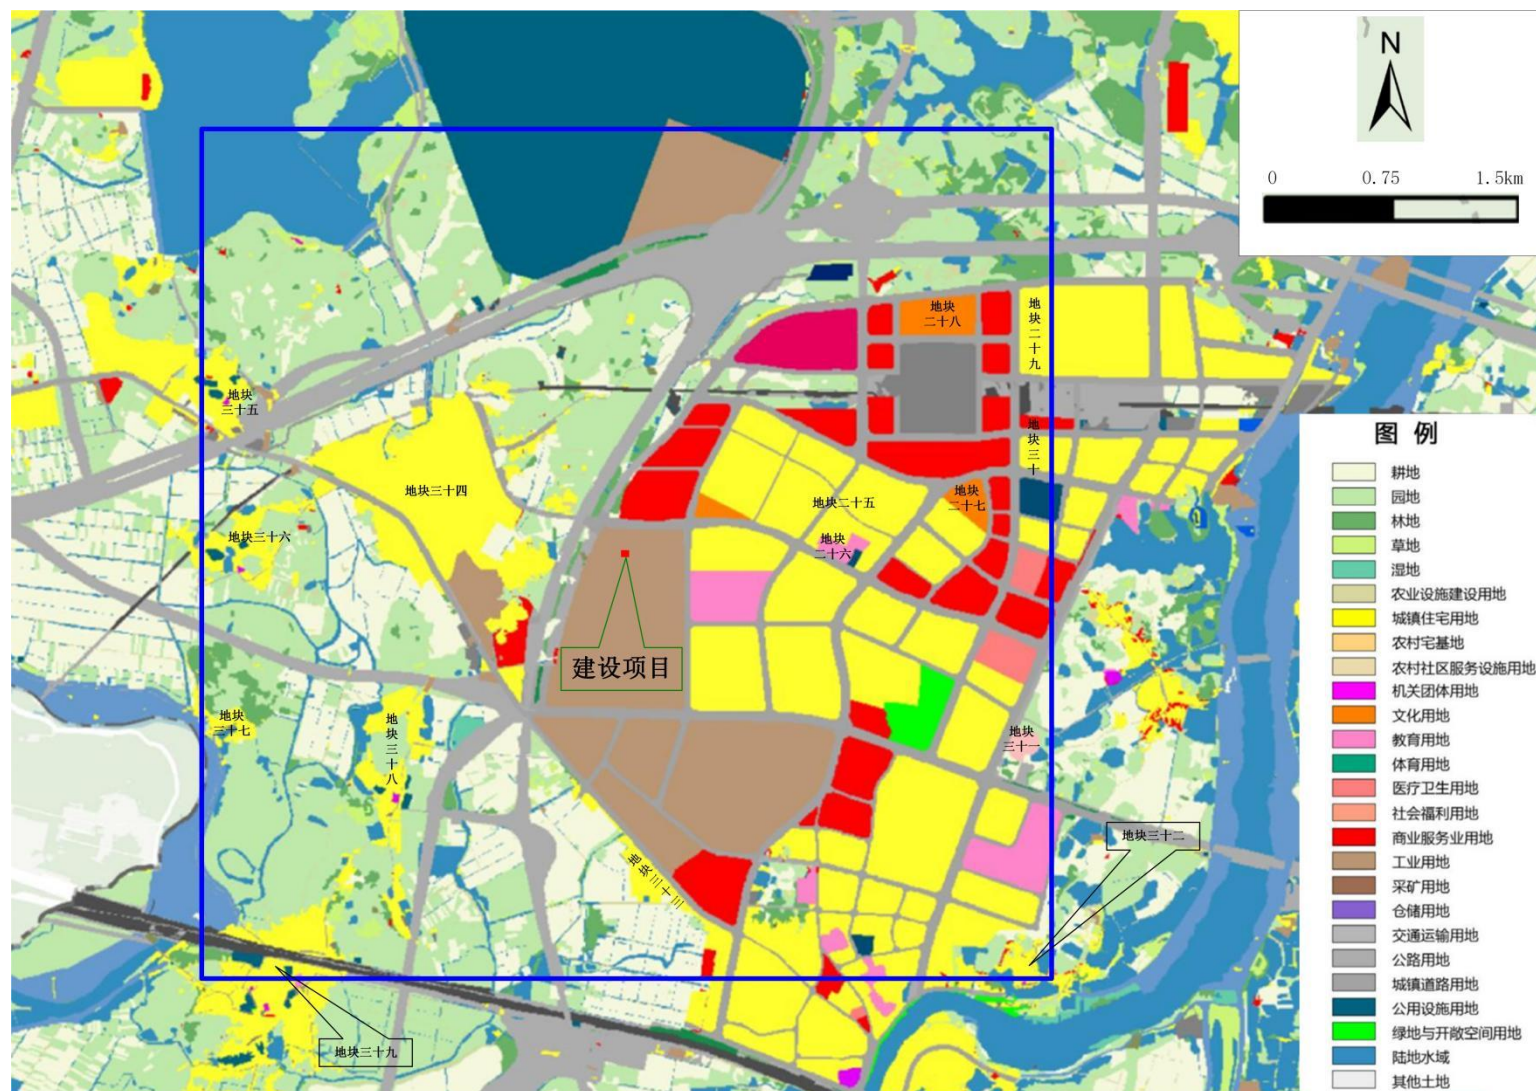 N
0 0.75 1.5km
地块
二十八
地块二十九
地块
三十五
地块三十
地块三十四
地块二十五
地块
二十七
地块三十六
地块
二十六
建设项目
地块
三十七
地块三十八
地块
三十一
地块三十二
地块三十三
地块三十九
图 例
耕地
园地
林地
草地
湿地
农业设施建设用地
城镇住宅用地
农村宅基地
农村社区服务设施用地
机关团体用地
文化用地
教育用地
体育用地
医疗卫生用地
社会福利用地
商业服务业用地
工业用地
采矿用地
仓储用地
交通运输用地
公路用地
城镇道路用地
公用设施用地
绿地与开敞空间用地
陆地水域
其他土地